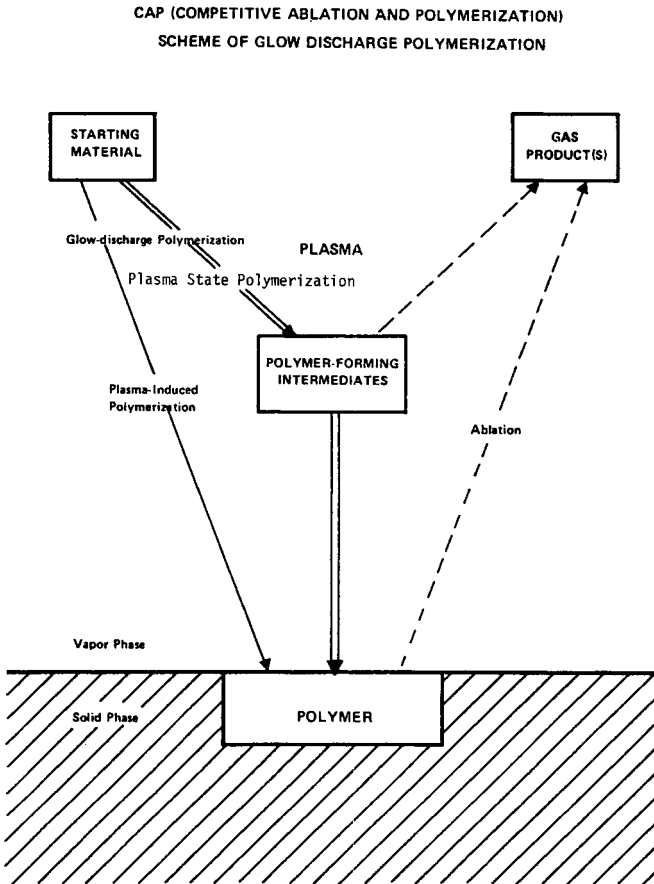 CAP (COMPETITIVE ABLATION AND POLYMERIZATION)
SCHEME OF GLOW DISCHARGE POLYMERIZATION
STARTING
MATERIAL
GAS
PRODUCT(S)
Glow-discharge Polymerization
PLASMA
Plasma State Polymerization
POLYMER-FORMING
INTERMEDIATES
Plasma-Induced
Polymerization
Ablation
Vapor Phase
Solid Phase
POLYMER